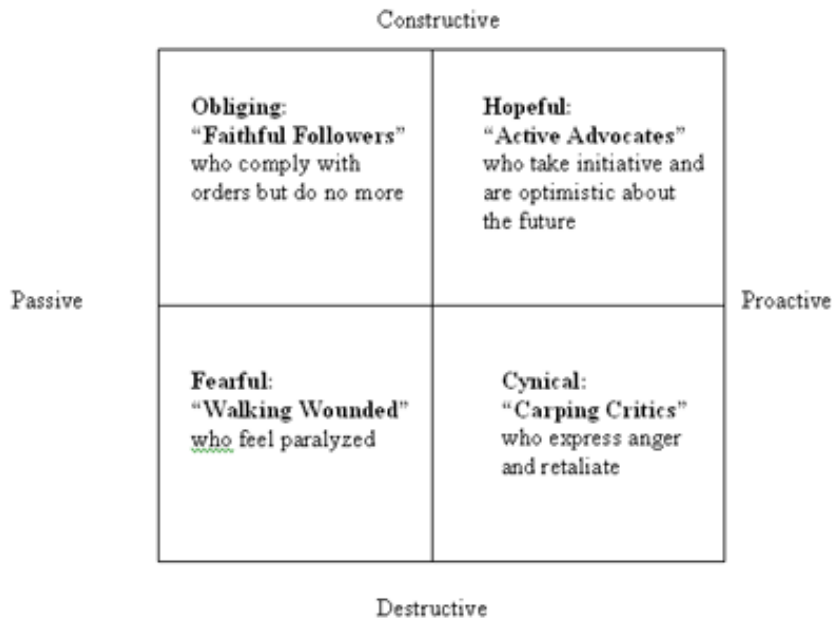 Constructive
Obliging:
“Faithful Followers”
who comply with
orders but do no more
Hopeful:
“Active Advocates”
who take initiative and
are optimistic about
the future
Passive
Proactive
Fearful:
“Walking Wounded”
who feel paralyzed
Cynical:
“Carping Critics”
who express anger
and retaliate
Destructive